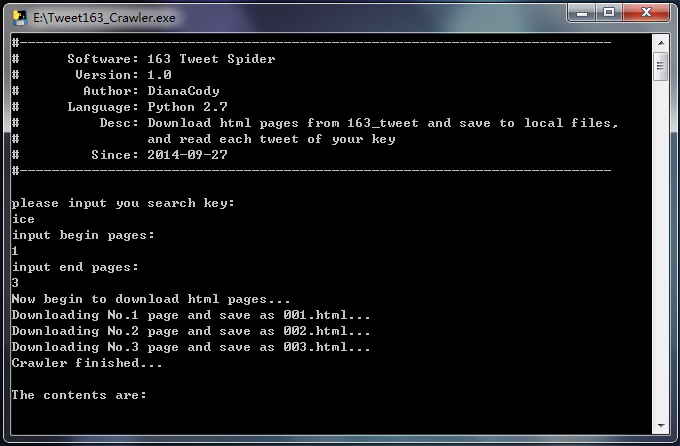 E:\Tweet163_Crawler.exe
#--------------------------------------------------------------------------
#      Software: 163 Tweet Spider
#       Version: 1.0
#        Author: DianaCody
#      Language: Python 2.7
#          Desc: Download html pages from 163_tweet and save to local files,
#                and read each tweet of your key
#         Since: 2014-09-27
#--------------------------------------------------------------------------
please input you search key:
ice
input begin pages:
1
input end pages:
3
Now begin to download html pages...
Downloading No.1 page and save as 001.html...
Downloading No.2 page and save as 002.html...
Downloading No.3 page and save as 003.html...
Crawler finished...
The contents are: